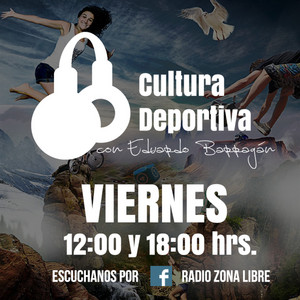 Cultura
Deportiva
con Eduardo Barragán
VIERNES
12:00 y 18:00 hrs.
ESCUCHANOS POR f RADIO ZONA LIBRE